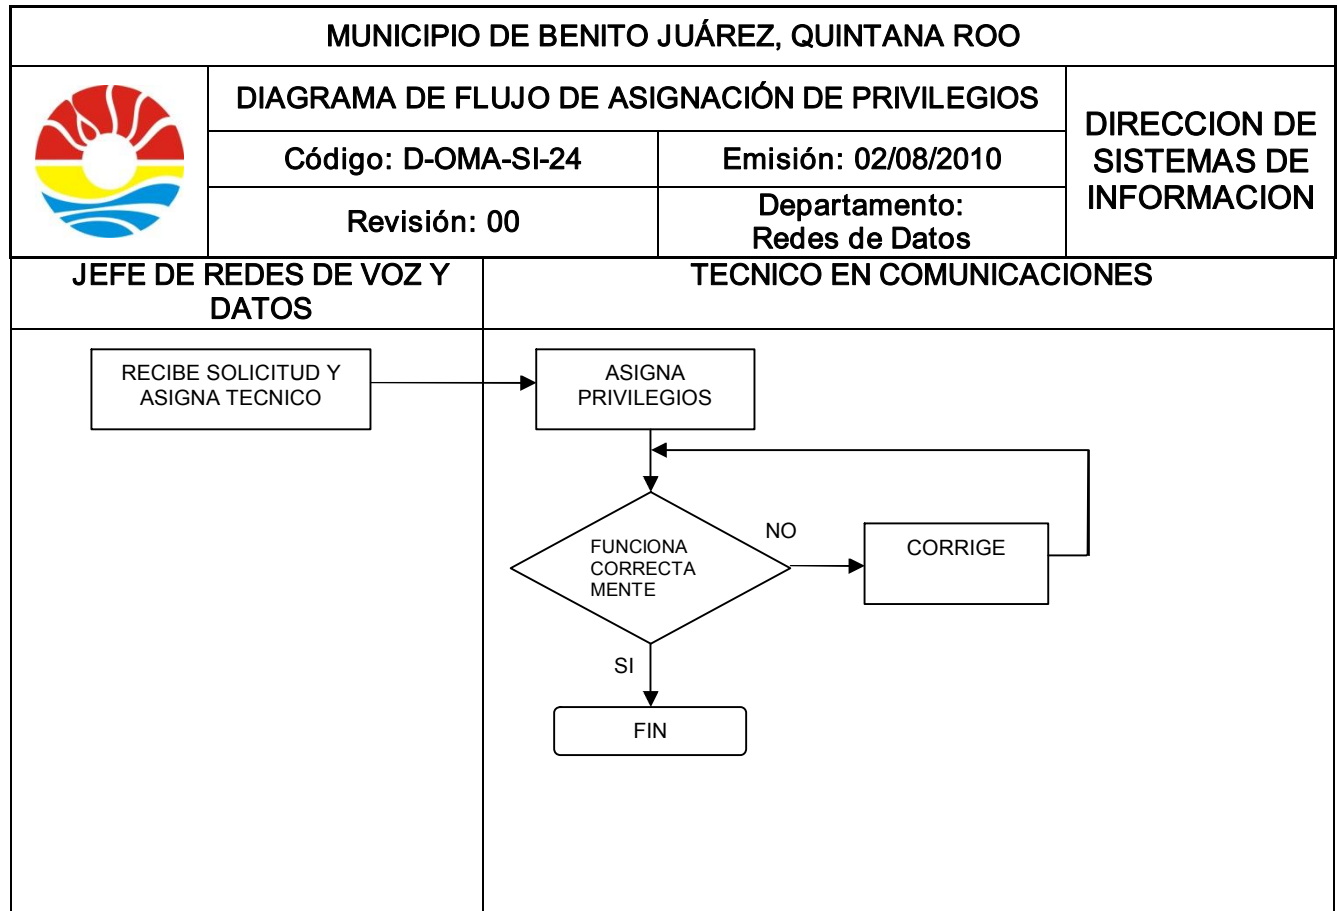 MUNICIPIO DE BENITO JUÁREZ, QUINTANA ROO
DIAGRAMA DE FLUJO DE ASIGNACIÓN DE PRIVILEGIOS
Código: D-OMA-SI-24
Emisión: 02/08/2010
Revisión: 00
Departamento:
Redes de Datos
DIRECCION DE
SISTEMAS DE
INFORMACION
JEFE DE REDES DE VOZ Y
DATOS
TECNICO EN COMUNICACIONES
RECIBE SOLICITUD Y
ASIGNA TECNICO
ASIGNA
PRIVILEGIOS
FUNCIONA
CORRECTA
MENTE
NO
CORRIGE
SI
FIN